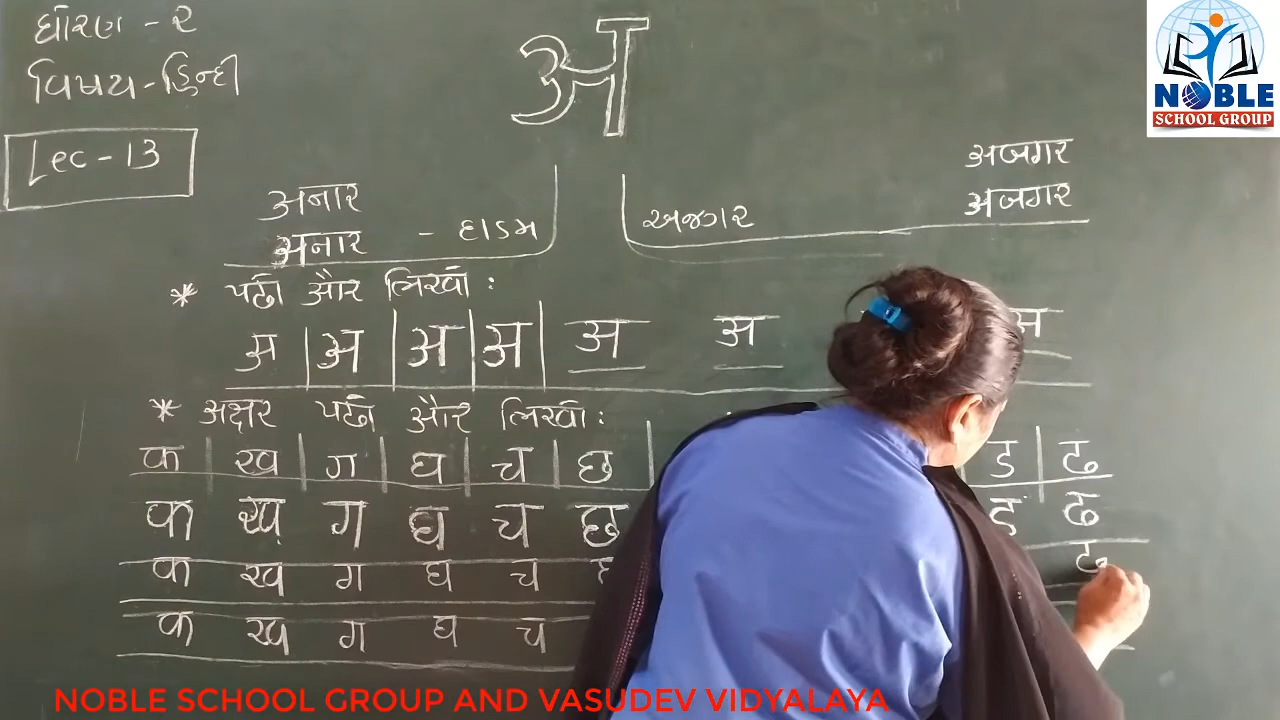 ધોરણ - ૨
વિષય - હિન્દી
Lec - 13
अ
NOBLE
SCHOOL GROUP
अनार
अनार - દાડમ
અજગર
अजगर
अजगर
* पढो और लिखो :
अ | अ | अ | अ | अ अ अ
* अक्षर पढो और लिखो :
क | ख | ग | घ | च | छ | ड | ढ
क ख ग घ च छ ड ढ
क ख ग घ च ढ
क ख ग घ च
NOBLE SCHOOL GROUP AND VASUDEV VIDYALAYA